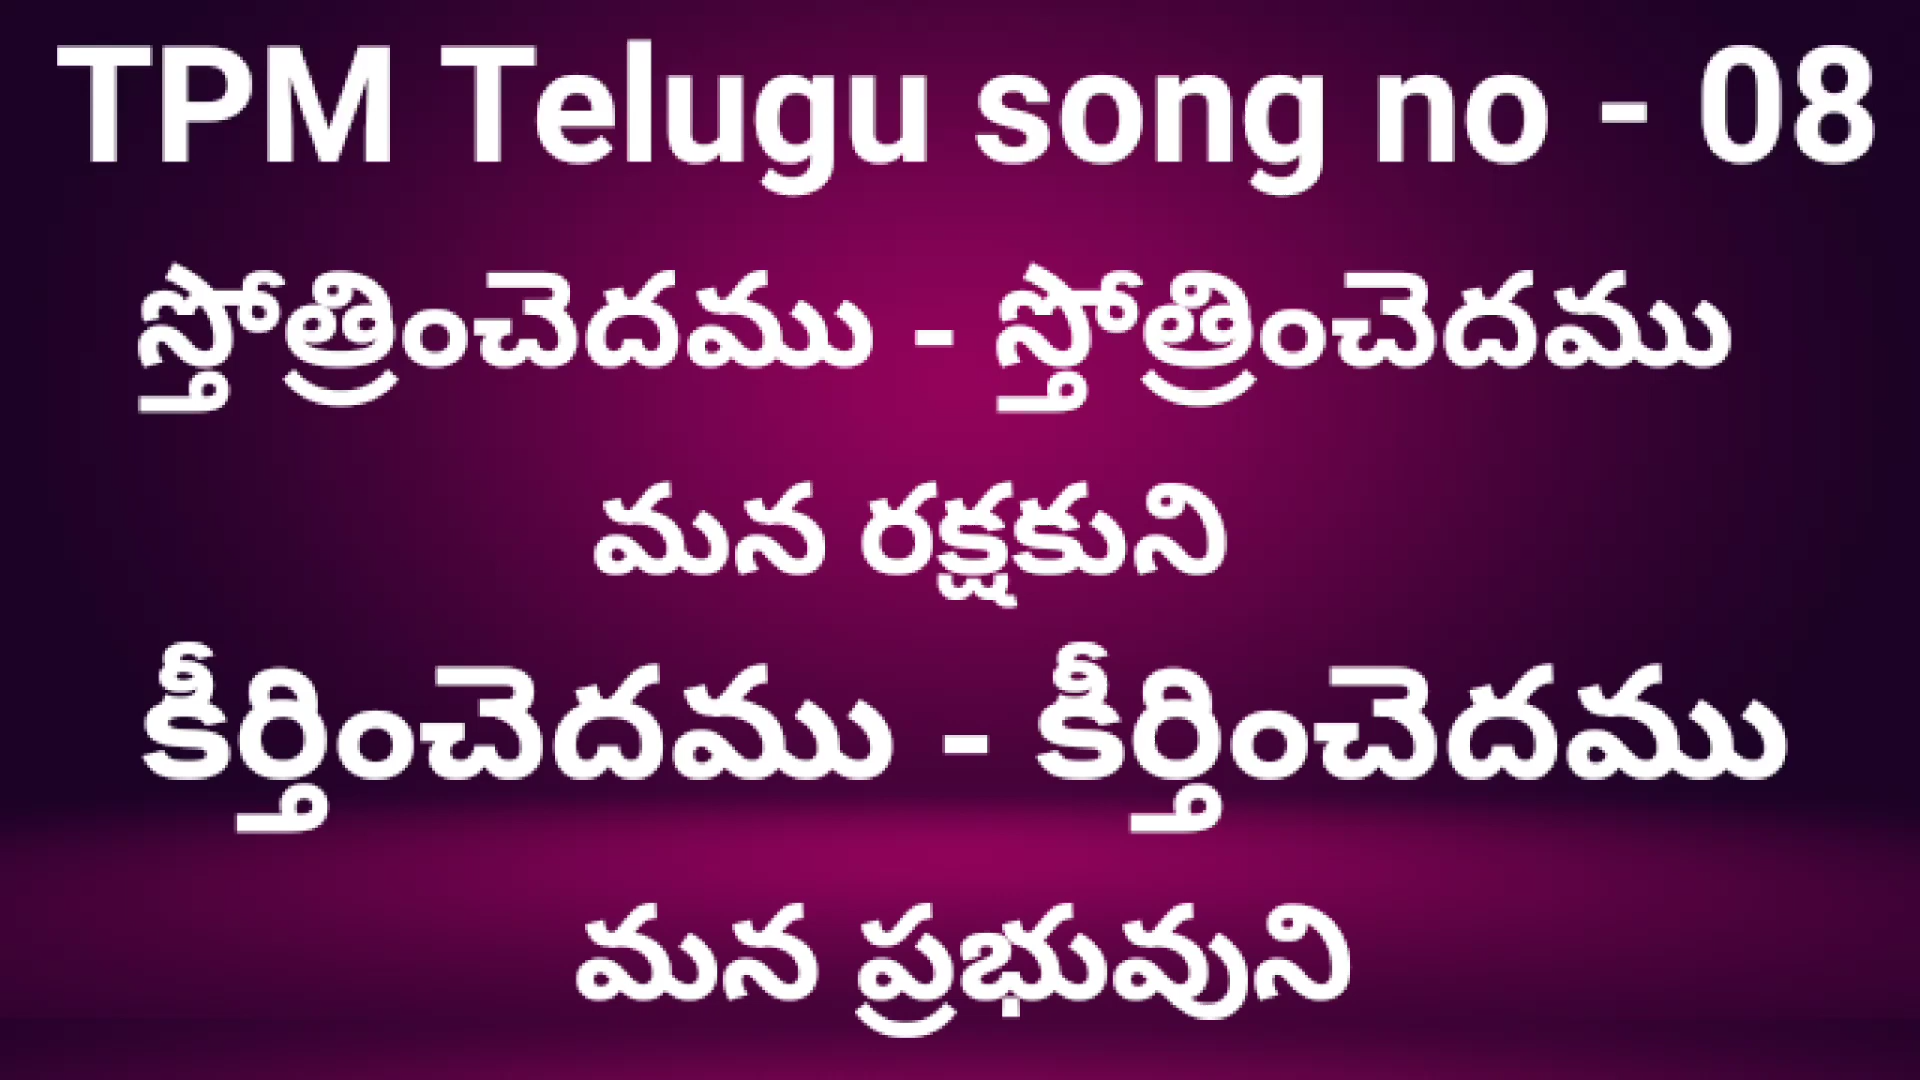 TPM Telugu song no - 08
స్తోత్రించెదము - స్తోత్రించెదము
మన రక్షకుని
కీర్తించెదము - కీర్తించెదము
మన ప్రభువుని